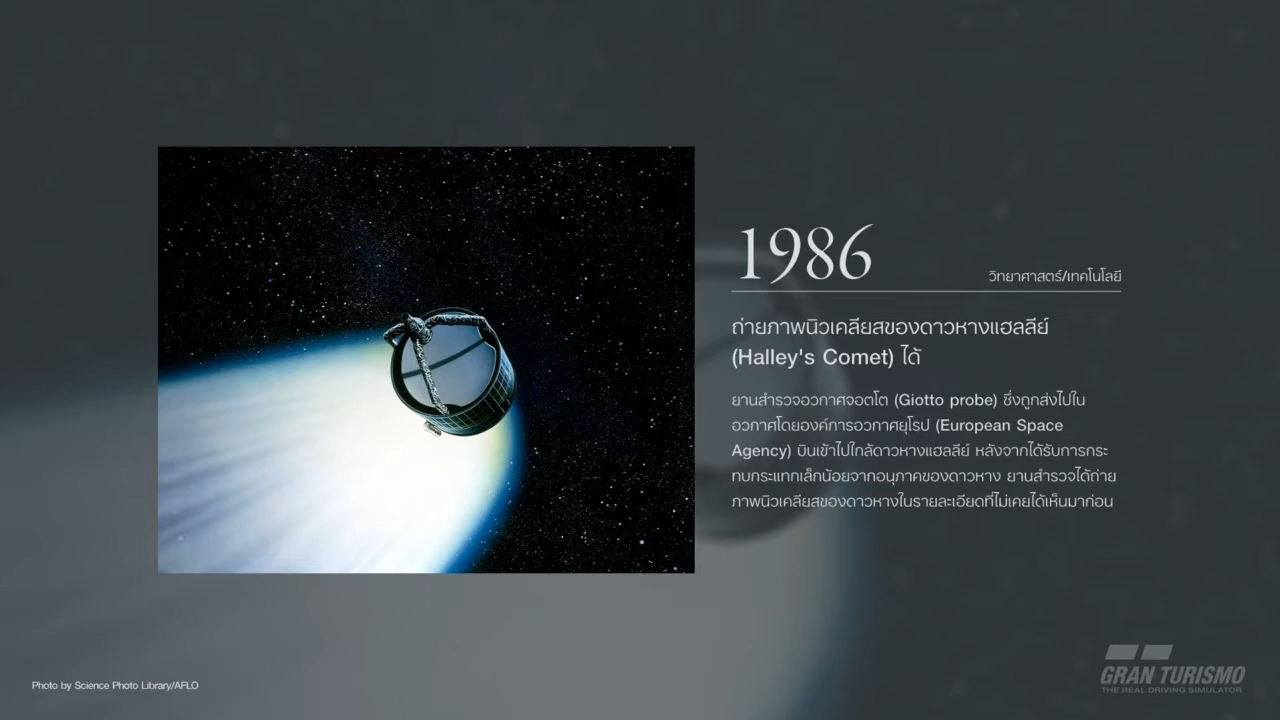 1986
วิทยาศาสตร์/เทคโนโลยี
ถ่ายภาพนิวเคลียสของดาวหางแฮลลีย์
(Halley's Comet) ได้
ยานสำรวจอวกาศจอตโต (Giotto probe) ซึ่งถูกส่งไปใน
อวกาศโดยองค์การอวกาศยุโรป (European Space
Agency) บินเข้าไปใกล้ดาวหางแฮลลีย์ หลังจากได้รับการกระ
ทบกระแทกเล็กน้อยจากอนุภาคของดาวหาง ยานสำรวจได้ถ่าย
ภาพนิวเคลียสของดาวหางในรายละเอียดที่ไม่เคยได้เห็นมาก่อน
Photo by Science Photo Library/AFLO
GRAN TURISMO
THE REAL DRIVING SIMULATOR